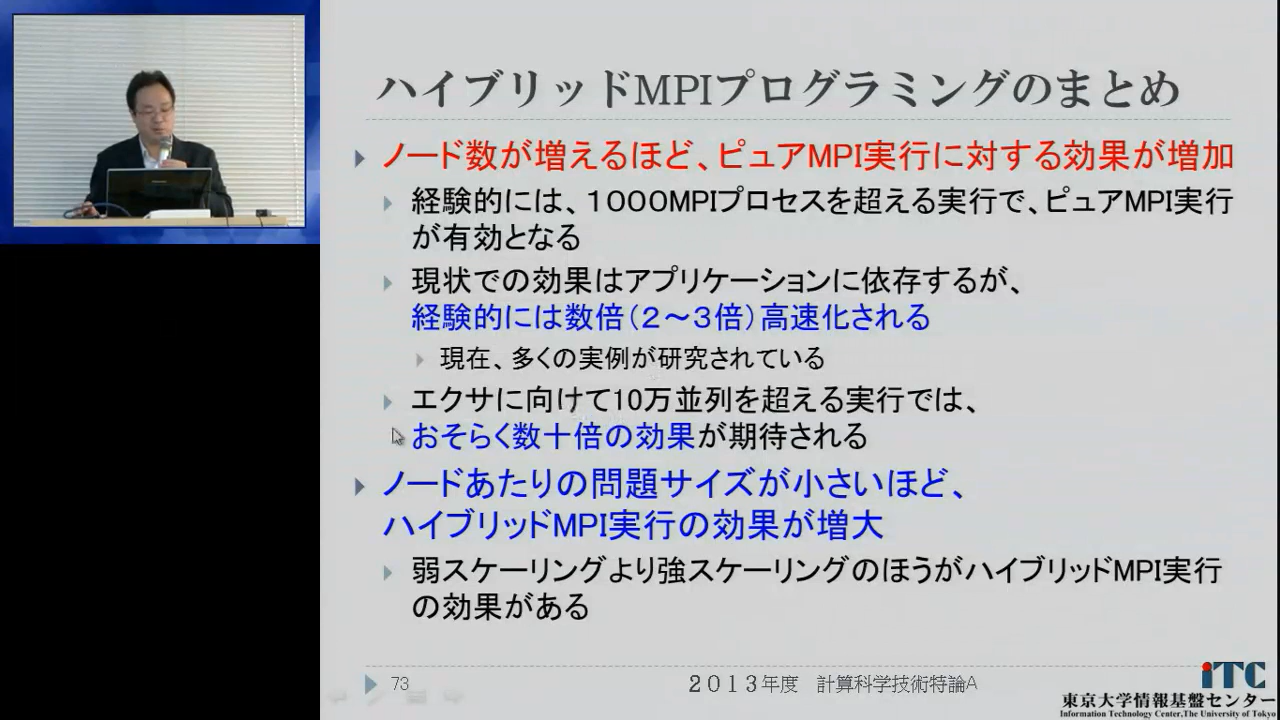 ハイブリッドMPIプログラミングのまとめ
ノード数が増えるほど、ピュアMPI実行に対する効果が増加
経験的には、1000MPIプロセスを超える実行で、ピュアMPI実行
が有効となる
現状での効果はアプリケーションに依存するが、
経験的には数倍(2～3倍)高速化される
現在、多くの実例が研究されている
エクサに向けて10万並列を超える実行では、
おそらく数十倍の効果が期待される
ノードあたりの問題サイズが小さいほど、
ハイブリッドMPI実行の効果が増大
弱スケーリングより強スケーリングのほうがハイブリッドMPI実行
の効果がある
73
2013年度 計算科学技術特論A
iTC
東京大学情報基盤センター
Information Technology Center,The University of Tokyo